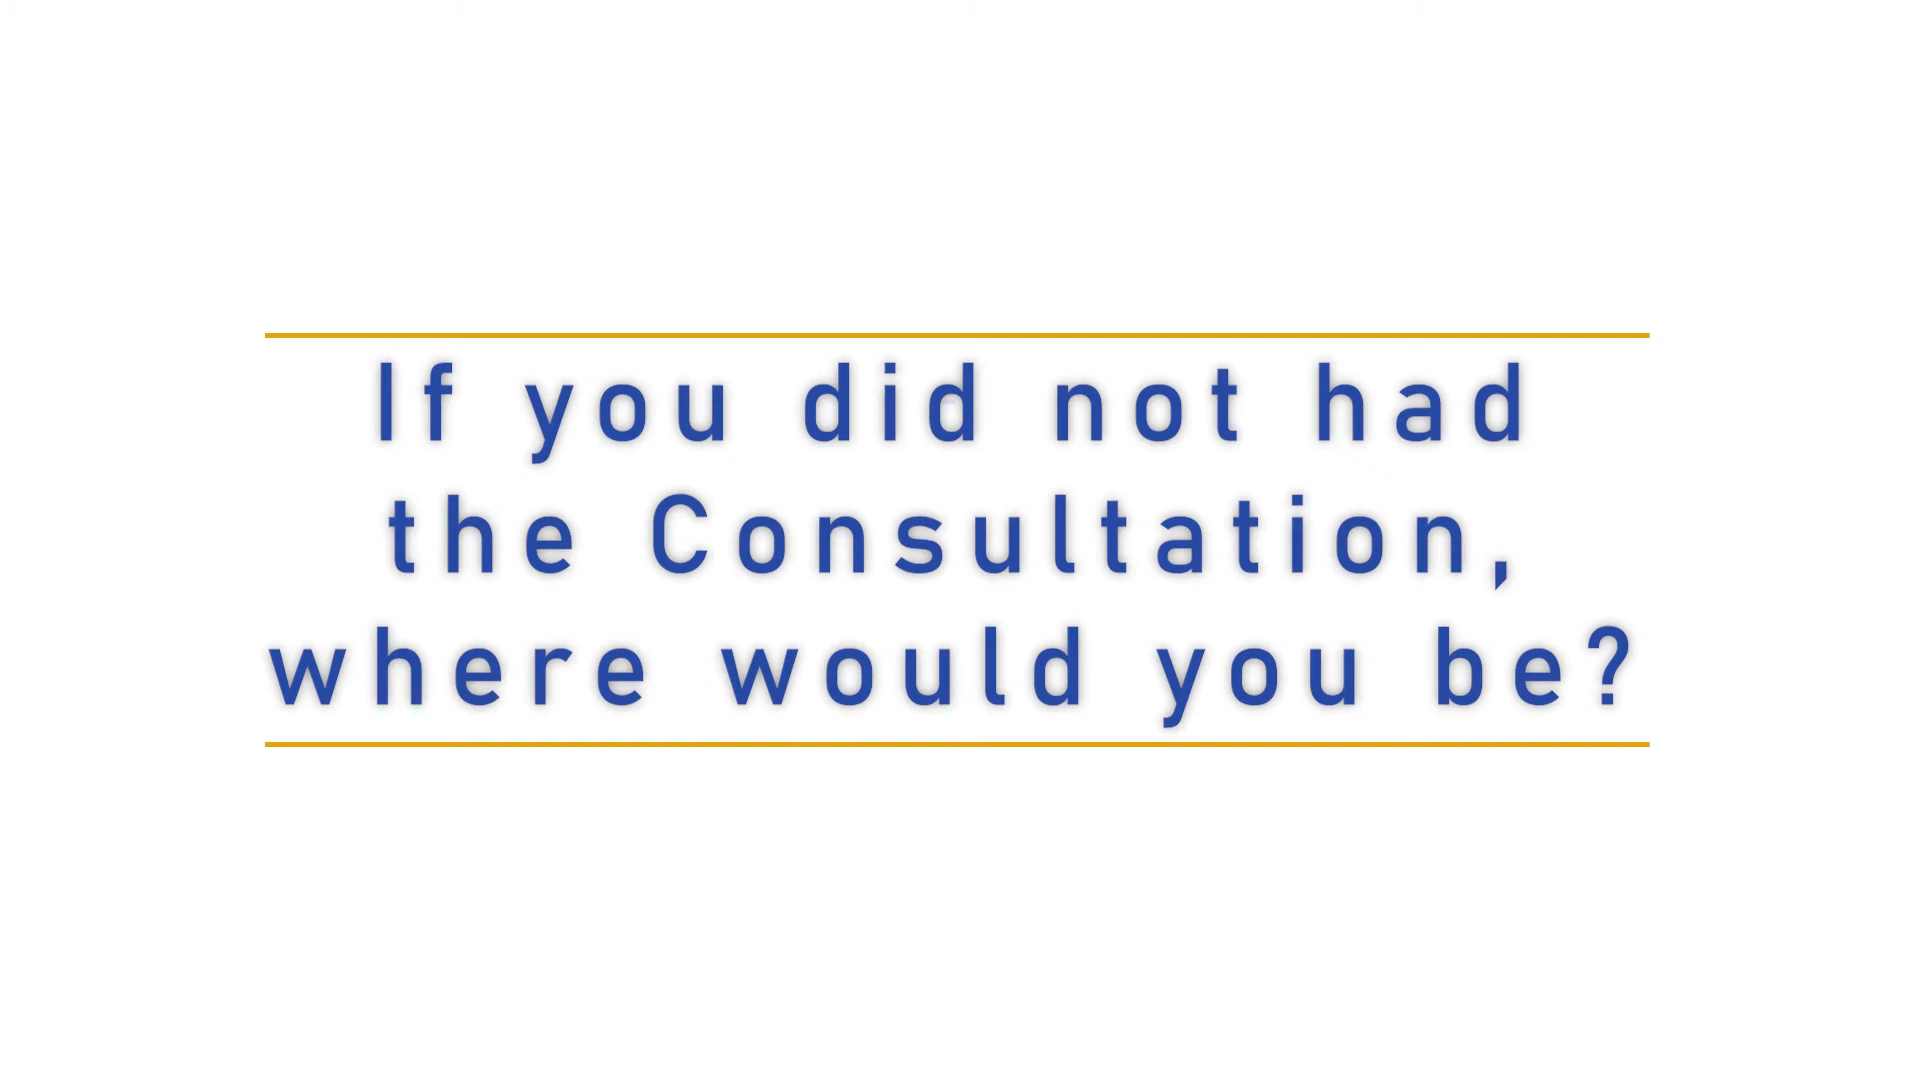 If you did not had
the Consultation,
where would you be?